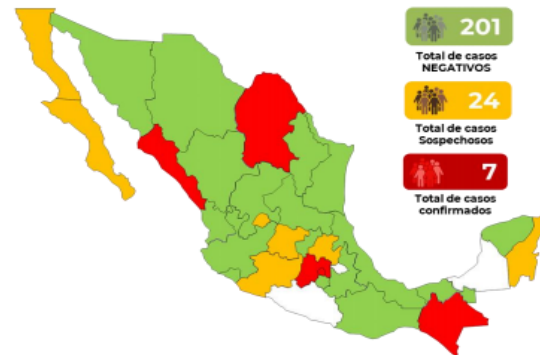 201
Total de casos
NEGATIVOS
24
Total de casos
Sospechosos
7
Total de casos
confirmados